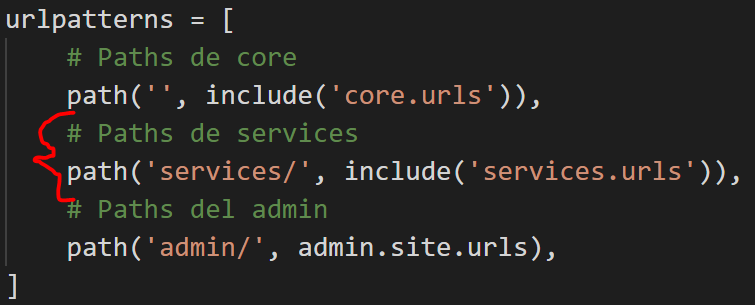 urlpatterns = [
    # Paths de core
    path('', include('core.urls')),
    # Paths de services
    path('services/', include('services.urls')),
    # Paths del admin
    path('admin/', admin.site.urls),
]